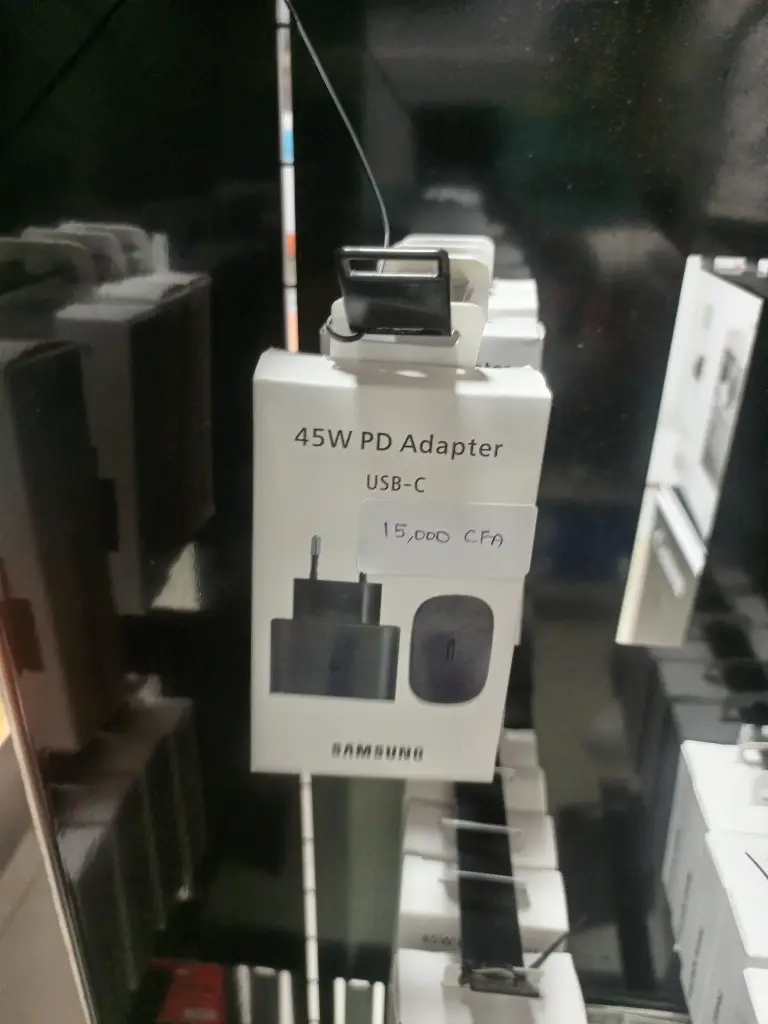 45W PD Adapter
USB-C
15,000 CFA
SAMSUNG